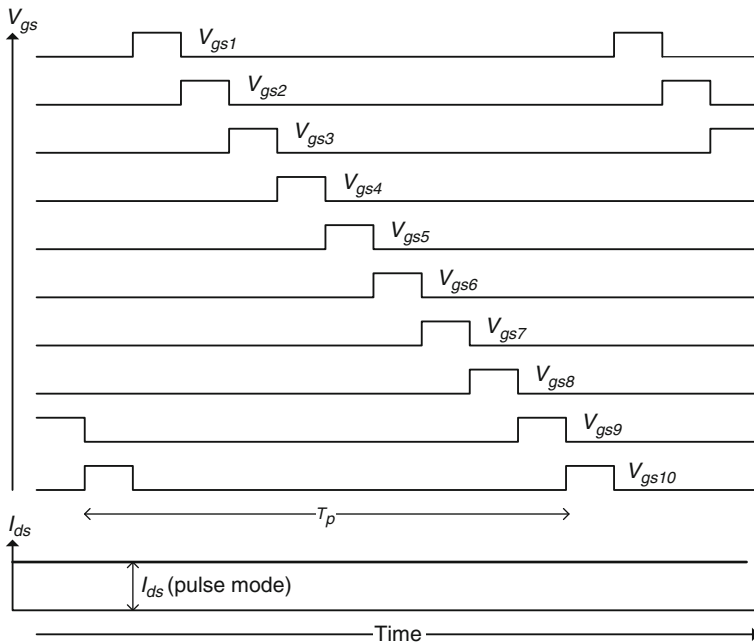 V_gs
V_gs1
V_gs2
V_gs3
V_gs4
V_gs5
V_gs6
V_gs7
V_gs8
V_gs9
V_gs10
T_p
I_ds
I_ds (pulse mode)
Time